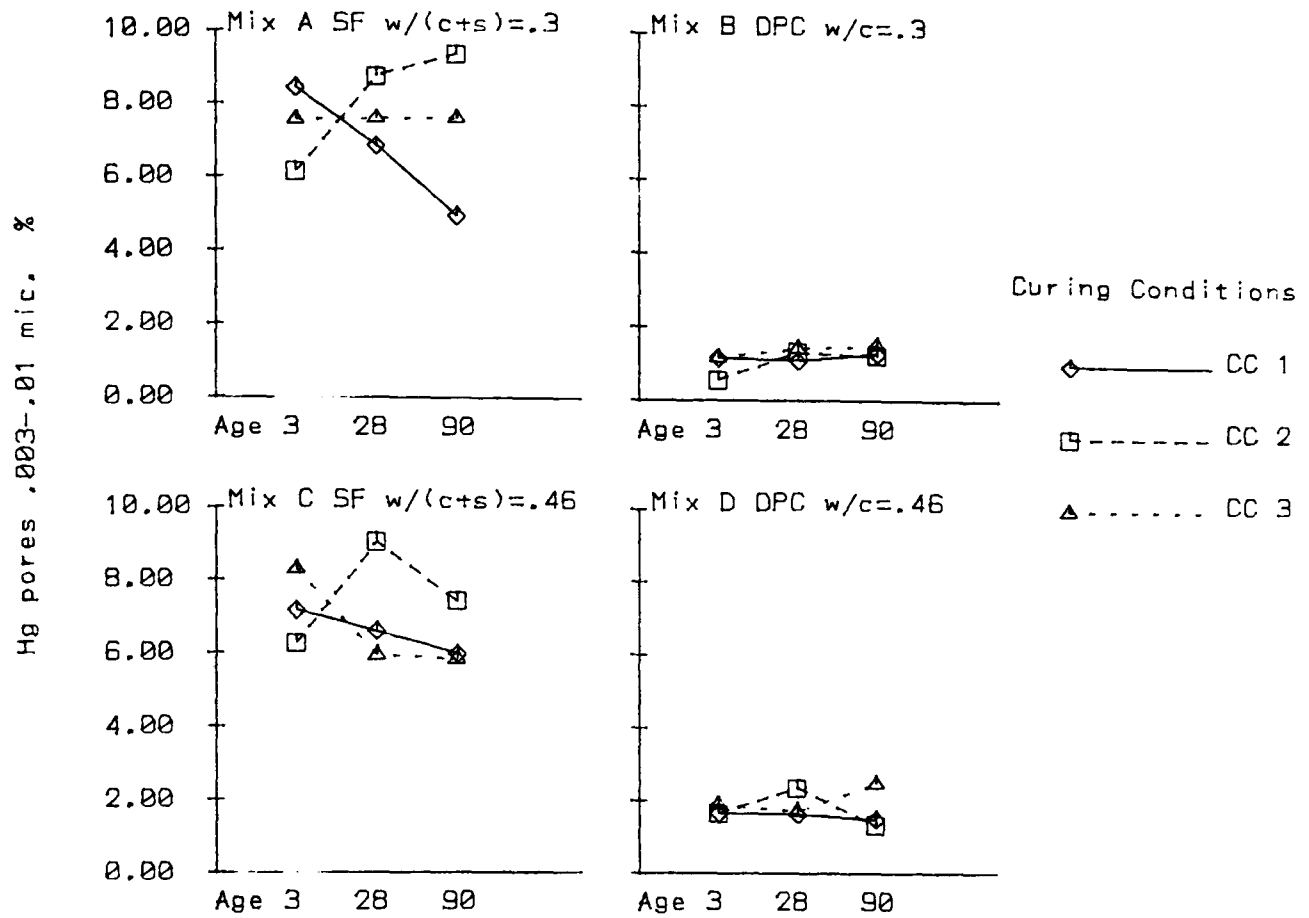 Hg pores .003-.01 mic. %
Mix A SF w/(c+s)=.3
10.00
8.00
6.00
4.00
2.00
0.00
Age 3 28 90
Mix B OPC w/c=.3
Age 3 28 90
Curing Conditions
CC 1
CC 2
CC 3
Mix C SF w/(c+s)=.46
10.00
8.00
6.00
4.00
2.00
0.00
Age 3 28 90
Mix D OPC w/c=.46
Age 3 28 90